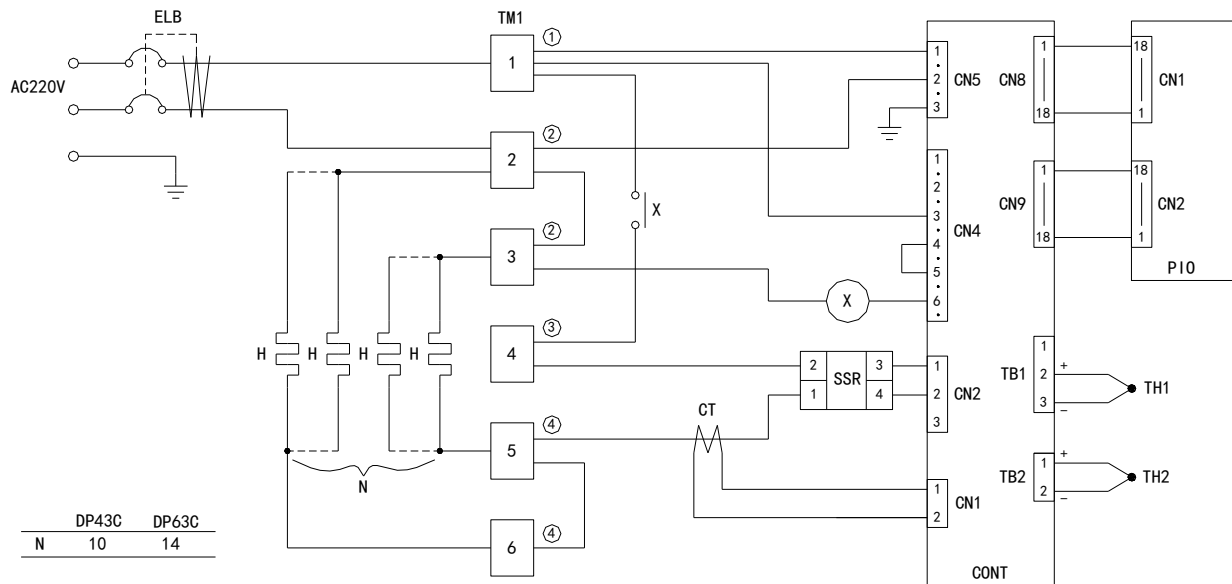 ELB
TM1
AC220V
1
①
2
②
3
②
4
③
5
④
6
④
X
X
H H H H
N
CT
2 SSR 3
1 4
1
2
3
CN5
1
2
3
4
5
6
CN4
1
2
3
CN2
1
2
CN1
CONT
CN8
1
18
18
1
CN1
CN9
1
18
18
1
CN2
PIO
TB1
1
2
3
+
−
TH1
TB2
1
2
+
−
TH2
DP43C DP63C
N 10 14